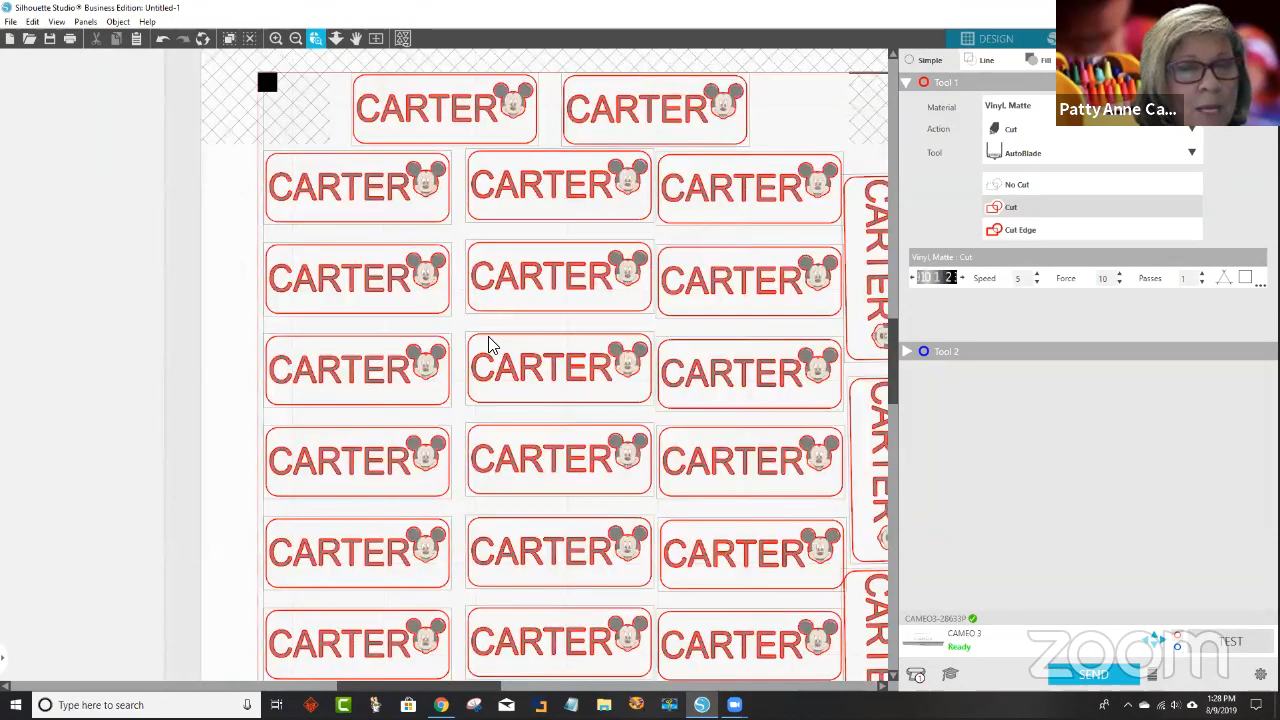 Silhouette Studio® Business Edition: Untitled-1
File Edit View Panels Object Help
DESIGN
Simple Line Fill
Tool 1
Material Vinyl, Matte
Patty Anne Ca...
Action Cut
Tool AutoBlade
No Cut
Cut
Cut Edge
Vinyl, Matte : Cut
Speed 5 Force 10 Passes 1
Tool 2
CARTER CARTER
CARTER CARTER CARTER
CARTER
CARTER CARTER CARTER
CARTER CARTER CARTER
CARTER
CARTER CARTER CARTER
CARTER CARTER CARTER
CARTER CARTER CARTER
CAMEO3-28633P
CAMEO 3
Ready
TEST
zoom
SEND
Type here to search
1:28 PM
8/9/2019